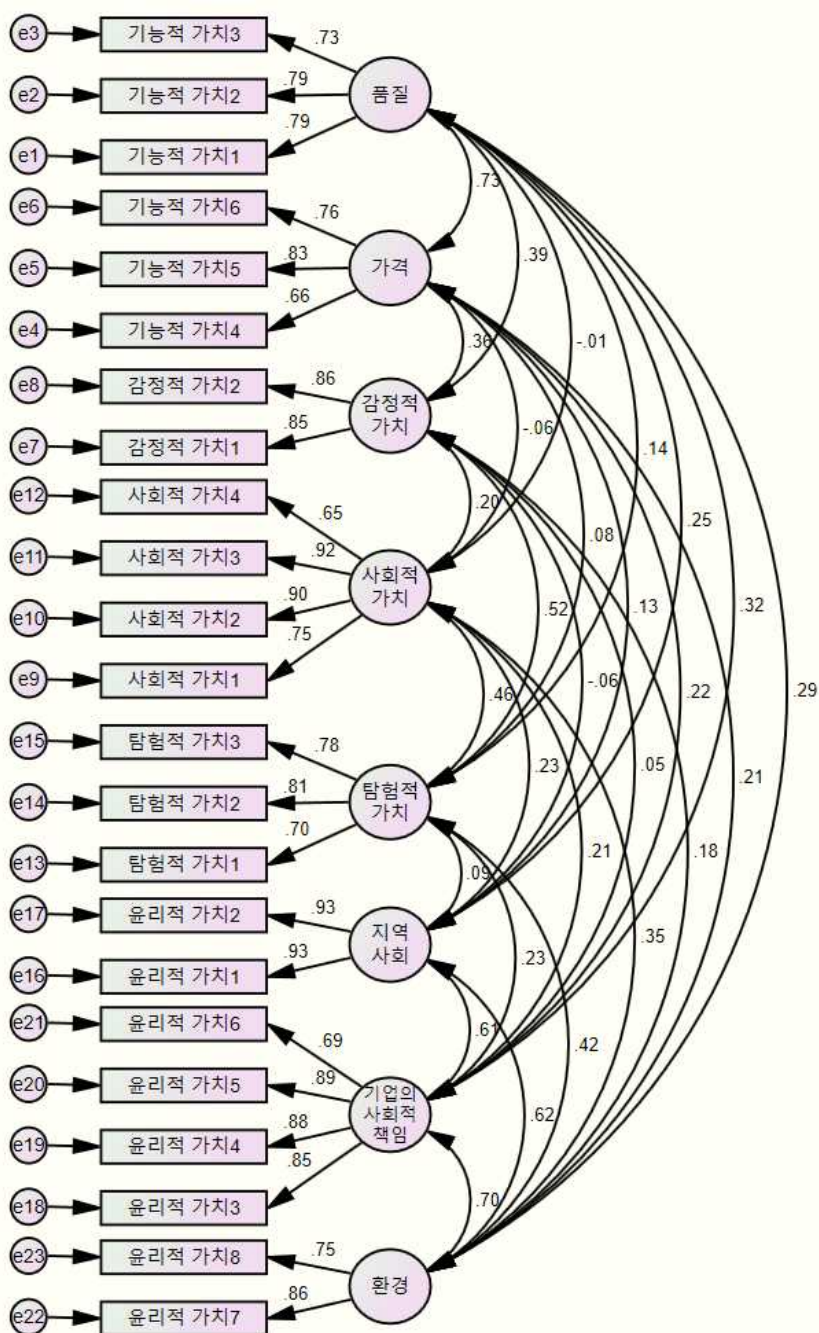 e3 기능적 가치3 .73
e2 기능적 가치2 .79 품질
e1 기능적 가치1 .79
.73
e6 기능적 가치6 .76
e5 기능적 가치5 .83 가격
.39
e4 기능적 가치4 .66
.36 -.01
e8 감정적 가치2 .86
감정적
가치
e7 감정적 가치1 .85
-.06 .14
e12 사회적 가치4 .65
.20 .25
.08
e11 사회적 가치3 .92
사회적
가치
e10 사회적 가치2 .90
.52 .13 .32
e9 사회적 가치1 .75
.46 -.06 .22 .29
e15 탐험적 가치3 .78
.23 .05 .21
e14 탐험적 가치2 .81
탐험적
가치
e13 탐험적 가치1 .70
.09 .21 .18
e17 윤리적 가치2 .93
지역
사회
.23 .35
e16 윤리적 가치1 .93
e21 윤리적 가치6 .69
.61 .42
e20 윤리적 가치5 .89
기업의
사회적
책임
.62
e19 윤리적 가치4 .88
e18 윤리적 가치3 .85
.70
e23 윤리적 가치8 .75
환경
e22 윤리적 가치7 .86